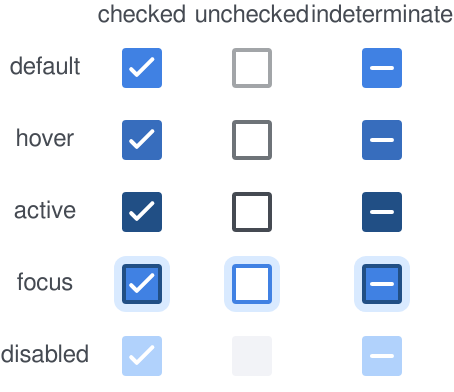 checked unchecked indeterminate
default
hover
active
focus
disabled